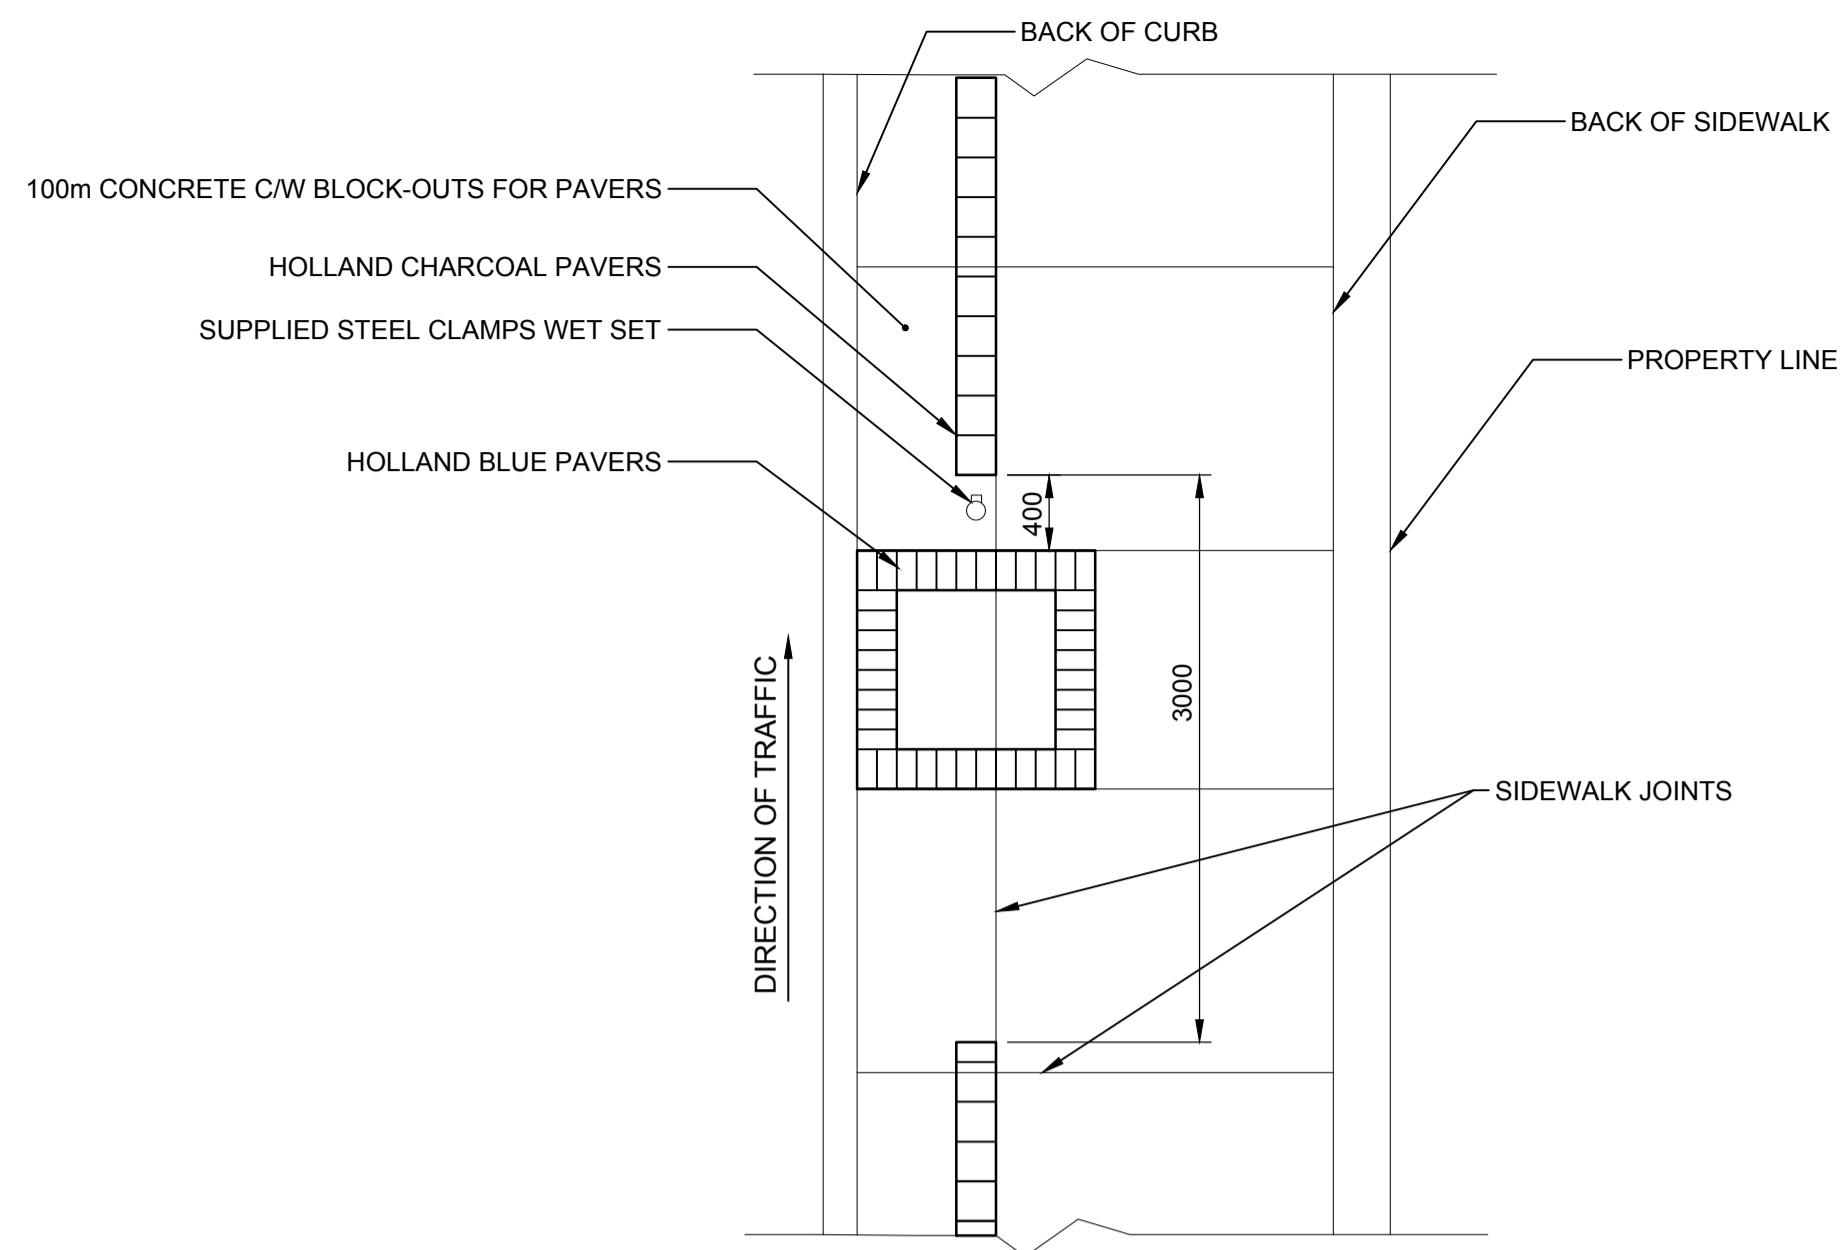 BACK OF CURB
BACK OF SIDEWALK
100m CONCRETE C/W BLOCK-OUTS FOR PAVERS
HOLLAND CHARCOAL PAVERS
SUPPLIED STEEL CLAMPS WET SET
PROPERTY LINE
HOLLAND BLUE PAVERS
400
3000
DIRECTION OF TRAFFIC
SIDEWALK JOINTS